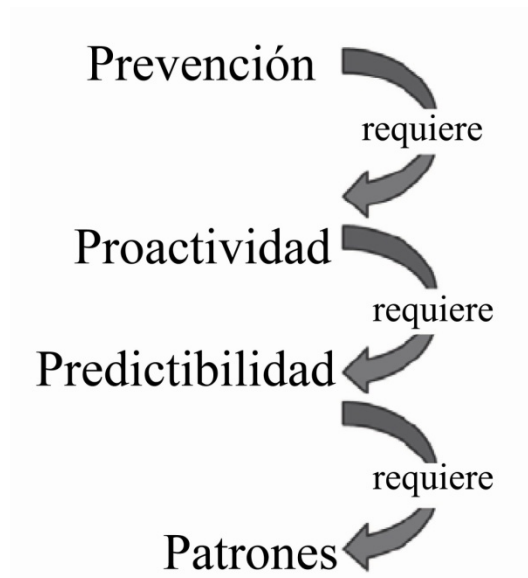 Prevención
requiere
Proactividad
requiere
Predictibilidad
requiere
Patrones